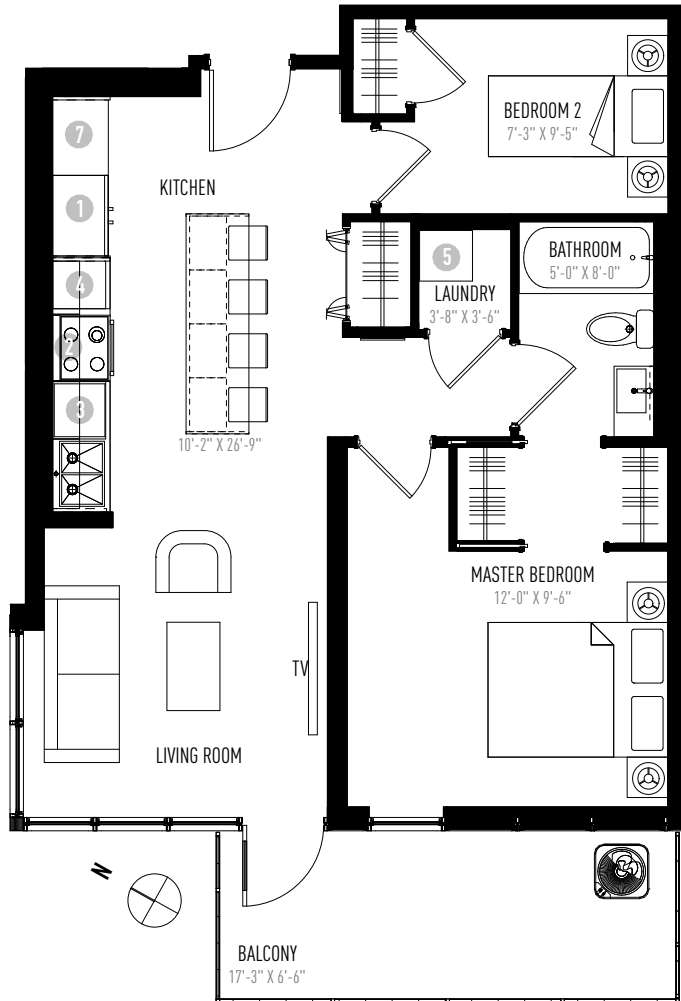 7
BEDROOM 2
7'-3" X 9'-5"
KITCHEN
1
BATHROOM
5'-0" X 8'-0"
5
4
LAUNDRY
3'-8" X 3'-6"
2
3
10'-2" X 26'-9"
MASTER BEDROOM
12'-0" X 9'-6"
TV
LIVING ROOM
N
BALCONY
17'-3" X 6'-6"